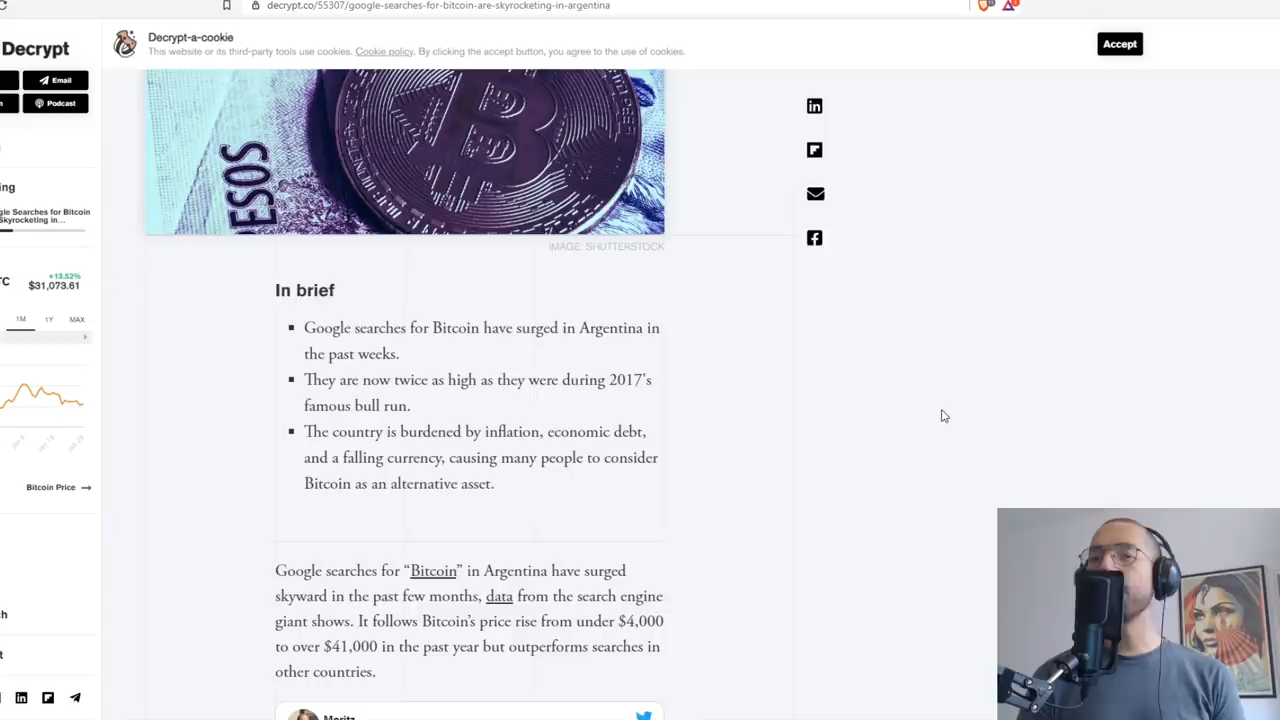 decrypt.co/55307/google-searches-for-bitcoin-are-skyrocketing-in-argentina
Decrypt-a-cookie
This website or its third-party tools use cookies. Cookie policy. By clicking the accept button, you agree to the use of cookies.
Accept
Decrypt
Email
Podcast
PESOS
IMAGE: SHUTTERSTOCK
Searches for Bitcoin
+13.52%
$31,073.61
1M 1Y MAX
Bitcoin Price →
In brief
Google searches for Bitcoin have surged in Argentina in
the past weeks.
They are now twice as high as they were during 2017's
famous bull run.
The country is burdened by inflation, economic debt,
and a falling currency, causing many people to consider
Bitcoin as an alternative asset.
Google searches for “Bitcoin” in Argentina have surged
skyward in the past few months, data from the search engine
giant shows. It follows Bitcoin’s price rise from under $4,000
to over $41,000 in the past year but outperforms searches in
other countries.
Moritz